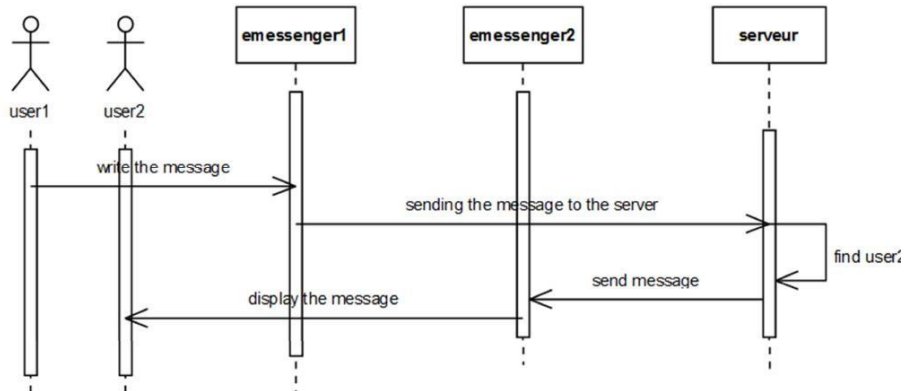 emessenger1
emessenger2
serveur
user1
user2
write the message
sending the message to the server
find user2
send message
display the message